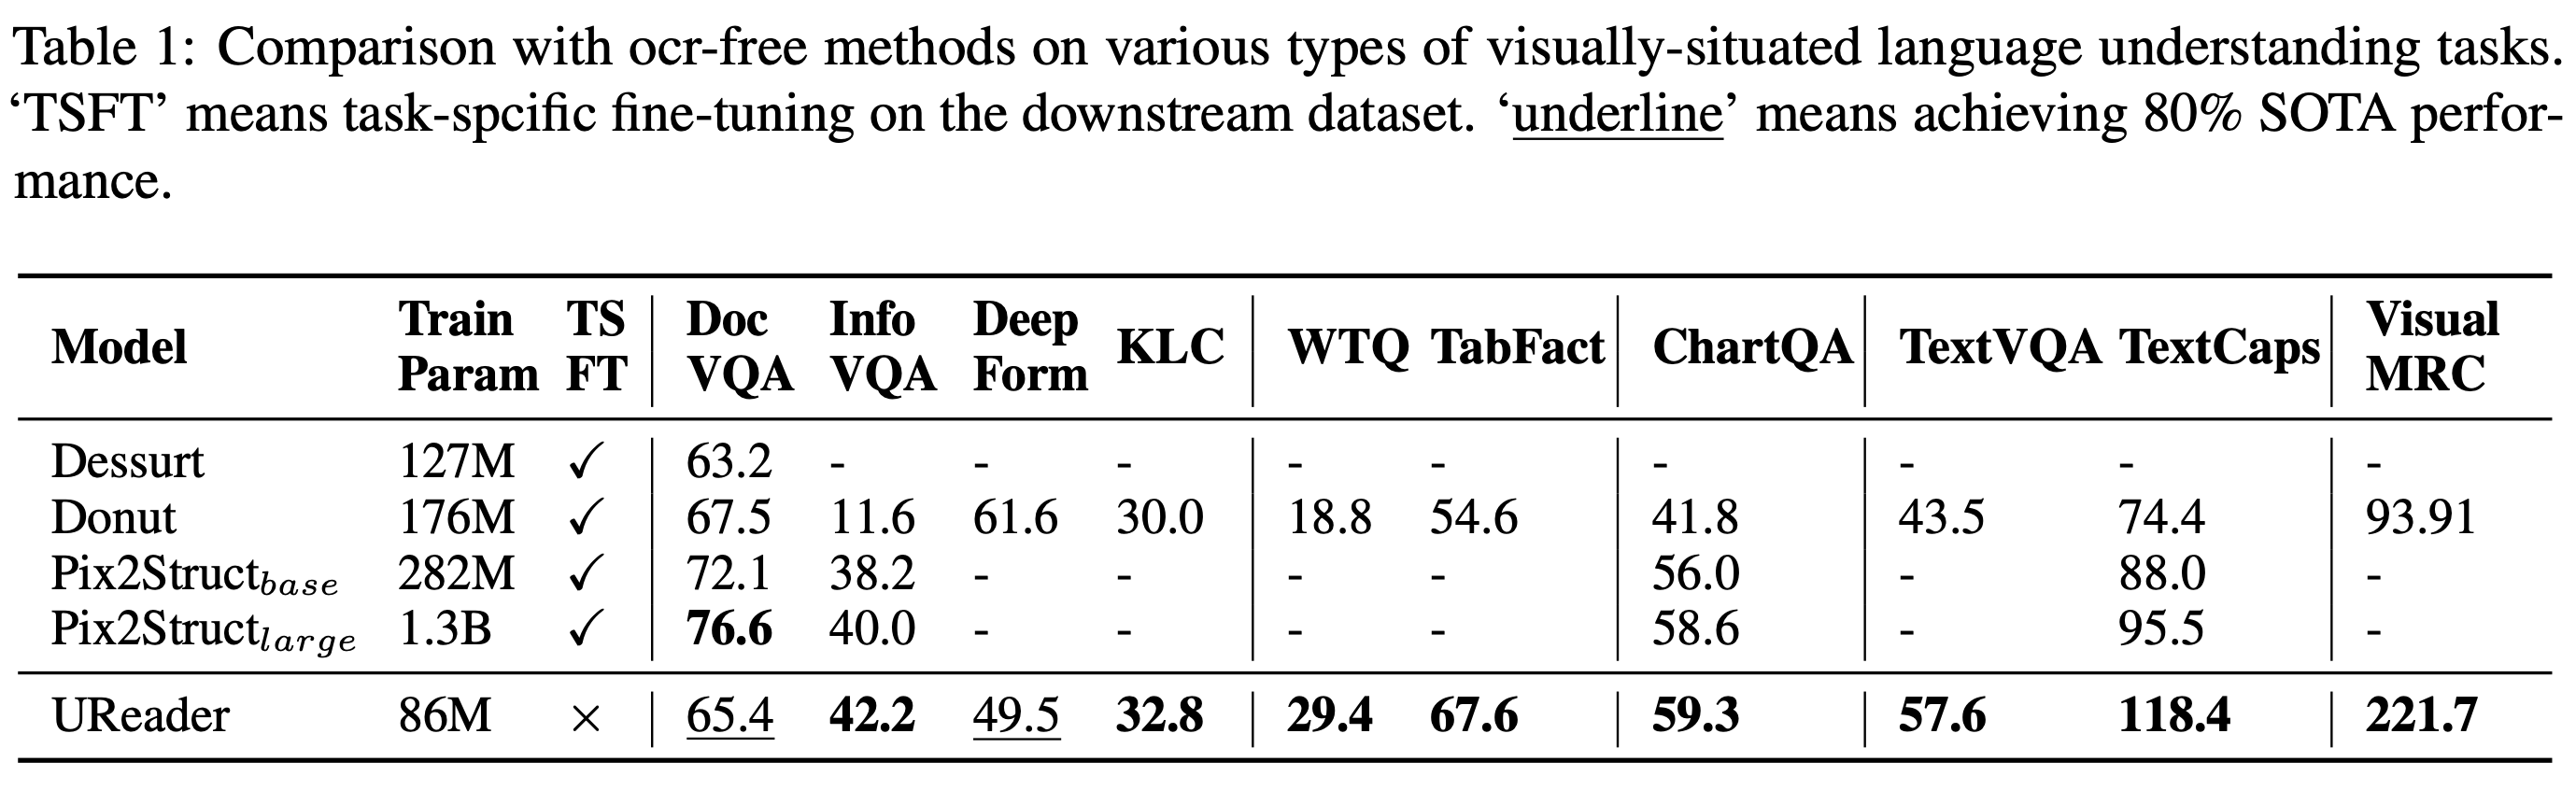 Table 1: Comparison with ocr-free methods on various types of visually-situated language understanding tasks.
‘TSFT’ means task-spcific fine-tuning on the downstream dataset. ‘underline’ means achieving 80% SOTA perfor-
mance.
Model Train Param TS FT Doc VQA Info VQA Deep Form KLC WTQ TabFact ChartQA TextVQA TextCaps Visual MRC
Dessurt 127M ✓ 63.2 - - - - - - - - -
Donut 176M ✓ 67.5 11.6 61.6 30.0 18.8 54.6 41.8 43.5 74.4 93.91
Pix2Struct_base 282M ✓ 72.1 38.2 - - - - 56.0 - 88.0 -
Pix2Struct_large 1.3B ✓ 76.6 40.0 - - - - 58.6 - 95.5 -
UReader 86M × 65.4 42.2 49.5 32.8 29.4 67.6 59.3 57.6 118.4 221.7